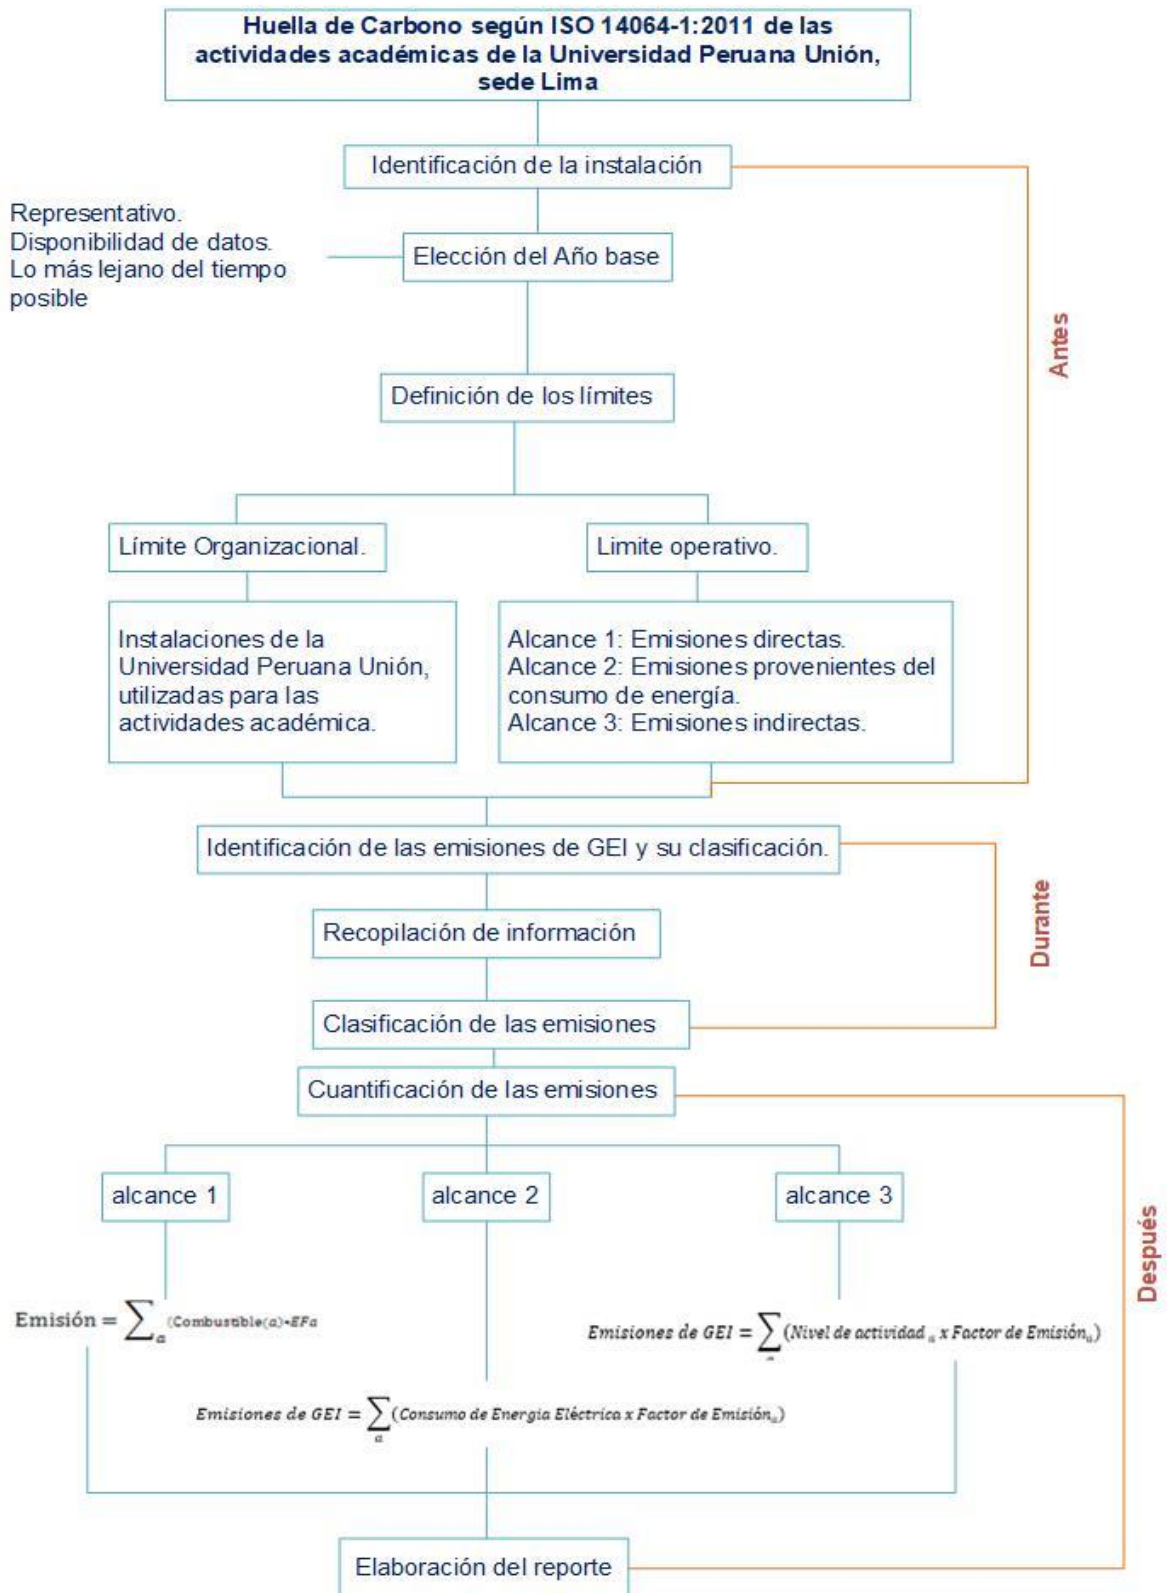 Huella de Carbono según ISO 14064-1:2011 de las
actividades académicas de la Universidad Peruana Unión,
sede Lima
Identificación de la instalación
Representativo.
Disponibilidad de datos.
Lo más lejano del tiempo
posible
Elección del Año base
Antes
Definición de los límites
Límite Organizacional.
Limite operativo.
Instalaciones de la
Universidad Peruana Unión,
utilizadas para las
actividades académica.
Alcance 1: Emisiones directas.
Alcance 2: Emisiones provenientes del
consumo de energía.
Alcance 3: Emisiones indirectas.
Identificación de las emisiones de GEI y su clasificación.
Durante
Recopilación de información
Clasificación de las emisiones
Cuantificación de las emisiones
alcance 1
alcance 2
alcance 3
Después
Emisión = ∑a (Combustible(a)*EFa
Emisiones de GEI = ∑a (Nivel de actividad a x Factor de Emisión a)
Emisiones de GEI = ∑a (Consumo de Energia Eléctrica x Factor de Emisión a)
Elaboración del reporte